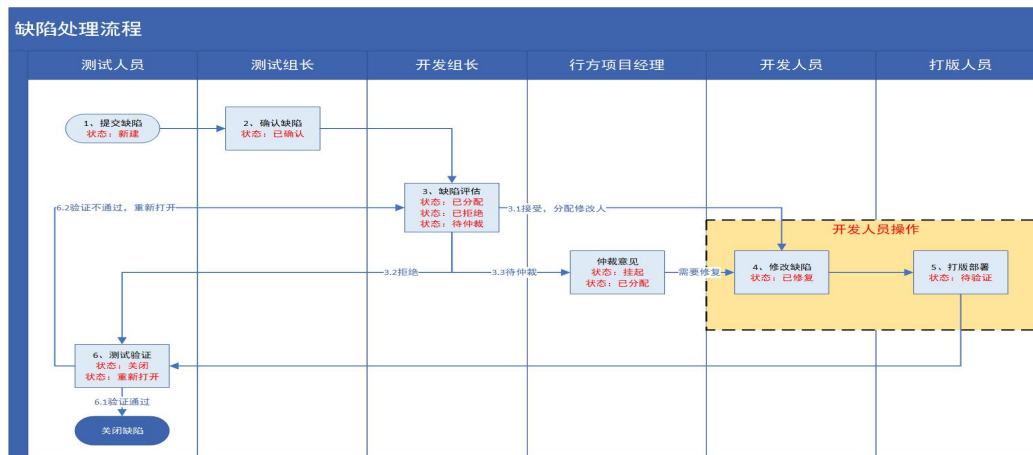 缺陷处理流程
测试人员
测试组长
开发组长
行方项目经理
开发人员
打版人员
1、提交缺陷
状态：新建
2、确认缺陷
状态：已确认
3、缺陷评估
状态：已分配
状态：已拒绝
状态：待仲裁
6.2验证不通过，重新打开
3.1接受，分配修改人
开发人员操作
3.2拒绝
3.3待仲裁
仲裁意见
状态：挂起
状态：已分配
需要修复
4、修改缺陷
状态：已修复
5、打版部署
状态：待验证
6、测试验证
状态：关闭
状态：重新打开
6.1验证通过
关闭缺陷